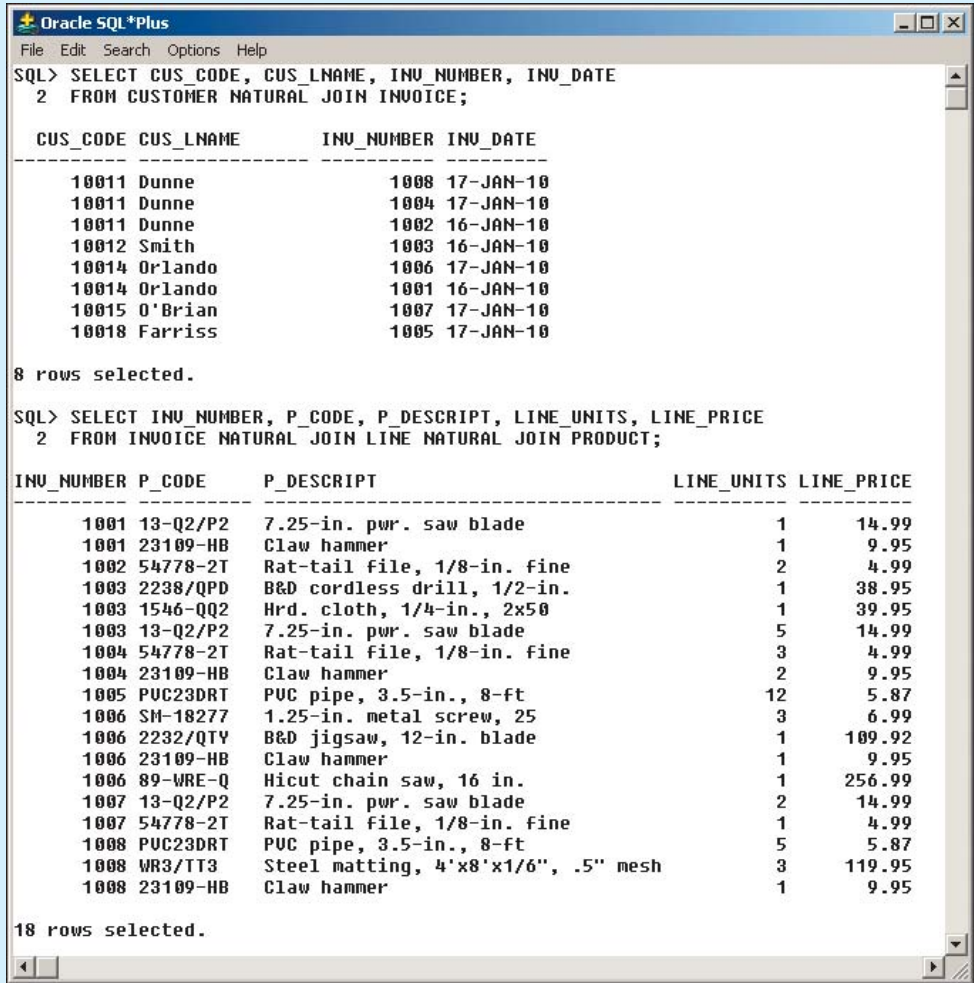 Oracle SQL*Plus
File Edit Search Options Help
SQL> SELECT CUS_CODE, CUS_LNAME, INV_NUMBER, INV_DATE
2 FROM CUSTOMER NATURAL JOIN INVOICE;
CUS_CODE CUS_LNAME INV_NUMBER INV_DATE
---------- --------------- ---------- ---------
10011 Dunne 1008 17-JAN-10
10011 Dunne 1004 17-JAN-10
10011 Dunne 1002 16-JAN-10
10012 Smith 1003 16-JAN-10
10014 Orlando 1006 17-JAN-10
10014 Orlando 1001 16-JAN-10
10015 O'Brian 1007 17-JAN-10
10018 Farriss 1005 17-JAN-10
8 rows selected.
SQL> SELECT INV_NUMBER, P_CODE, P_DESCRIPT, LINE_UNITS, LINE_PRICE
2 FROM INVOICE NATURAL JOIN LINE NATURAL JOIN PRODUCT;
INV_NUMBER P_CODE P_DESCRIPT LINE_UNITS LINE_PRICE
---------- ---------- ----------------------------------- ---------- ----------
1001 13-Q2/P2 7.25-in. pwr. saw blade 1 14.99
1001 23109-HB Claw hammer 1 9.95
1002 54778-2T Rat-tail file, 1/8-in. fine 2 4.99
1003 2238/QPD B&D cordless drill, 1/2-in. 1 38.95
1003 1546-QQ2 Hrd. cloth, 1/4-in., 2x50 1 39.95
1003 13-Q2/P2 7.25-in. pwr. saw blade 5 14.99
1004 54778-2T Rat-tail file, 1/8-in. fine 3 4.99
1004 23109-HB Claw hammer 2 9.95
1005 PVC23DRT PVC pipe, 3.5-in., 8-ft 12 5.87
1006 SM-18277 1.25-in. metal screw, 25 3 6.99
1006 2232/QTY B&D jigsaw, 12-in. blade 1 109.92
1006 23109-HB Claw hammer 1 9.95
1006 89-WRE-Q Hicut chain saw, 16 in. 1 256.99
1007 13-Q2/P2 7.25-in. pwr. saw blade 2 14.99
1007 54778-2T Rat-tail file, 1/8-in. fine 1 4.99
1008 PVC23DRT PVC pipe, 3.5-in., 8-ft 5 5.87
1008 WR3/TT3 Steel matting, 4'x8'x1/6", .5" mesh 3 119.95
1008 23109-HB Claw hammer 1 9.95
18 rows selected.